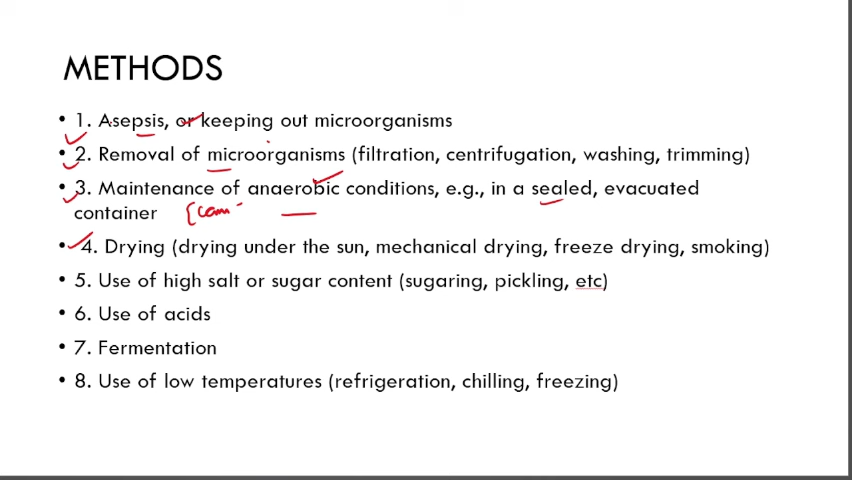 METHODS
• 1. Asepsis, or keeping out microorganisms
• 2. Removal of microorganisms (filtration, centrifugation, washing, trimming)
• 3. Maintenance of anaerobic conditions, e.g., in a sealed, evacuated
container
• 4. Drying (drying under the sun, mechanical drying, freeze drying, smoking)
• 5. Use of high salt or sugar content (sugaring, pickling, etc)
• 6. Use of acids
• 7. Fermentation
• 8. Use of low temperatures (refrigeration, chilling, freezing)